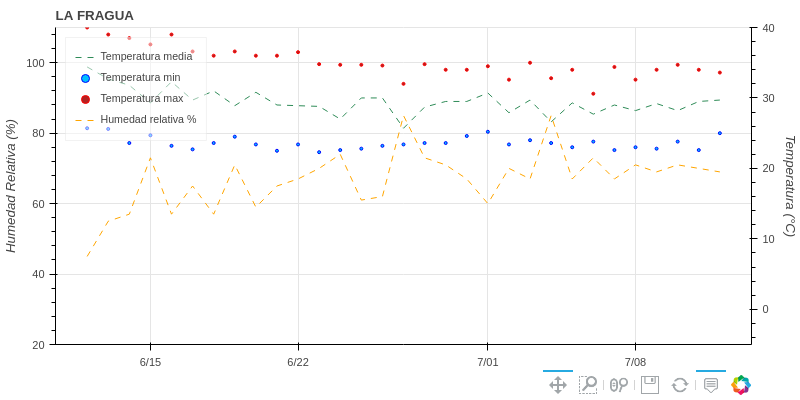 LA FRAGUA
Temperatura media
Temperatura min
Temperatura max
Humedad relativa %
Humedad Relativa (%)
100
80
60
40
20
Temperatura (°C)
40
30
20
10
0
6/15
6/22
7/01
7/08